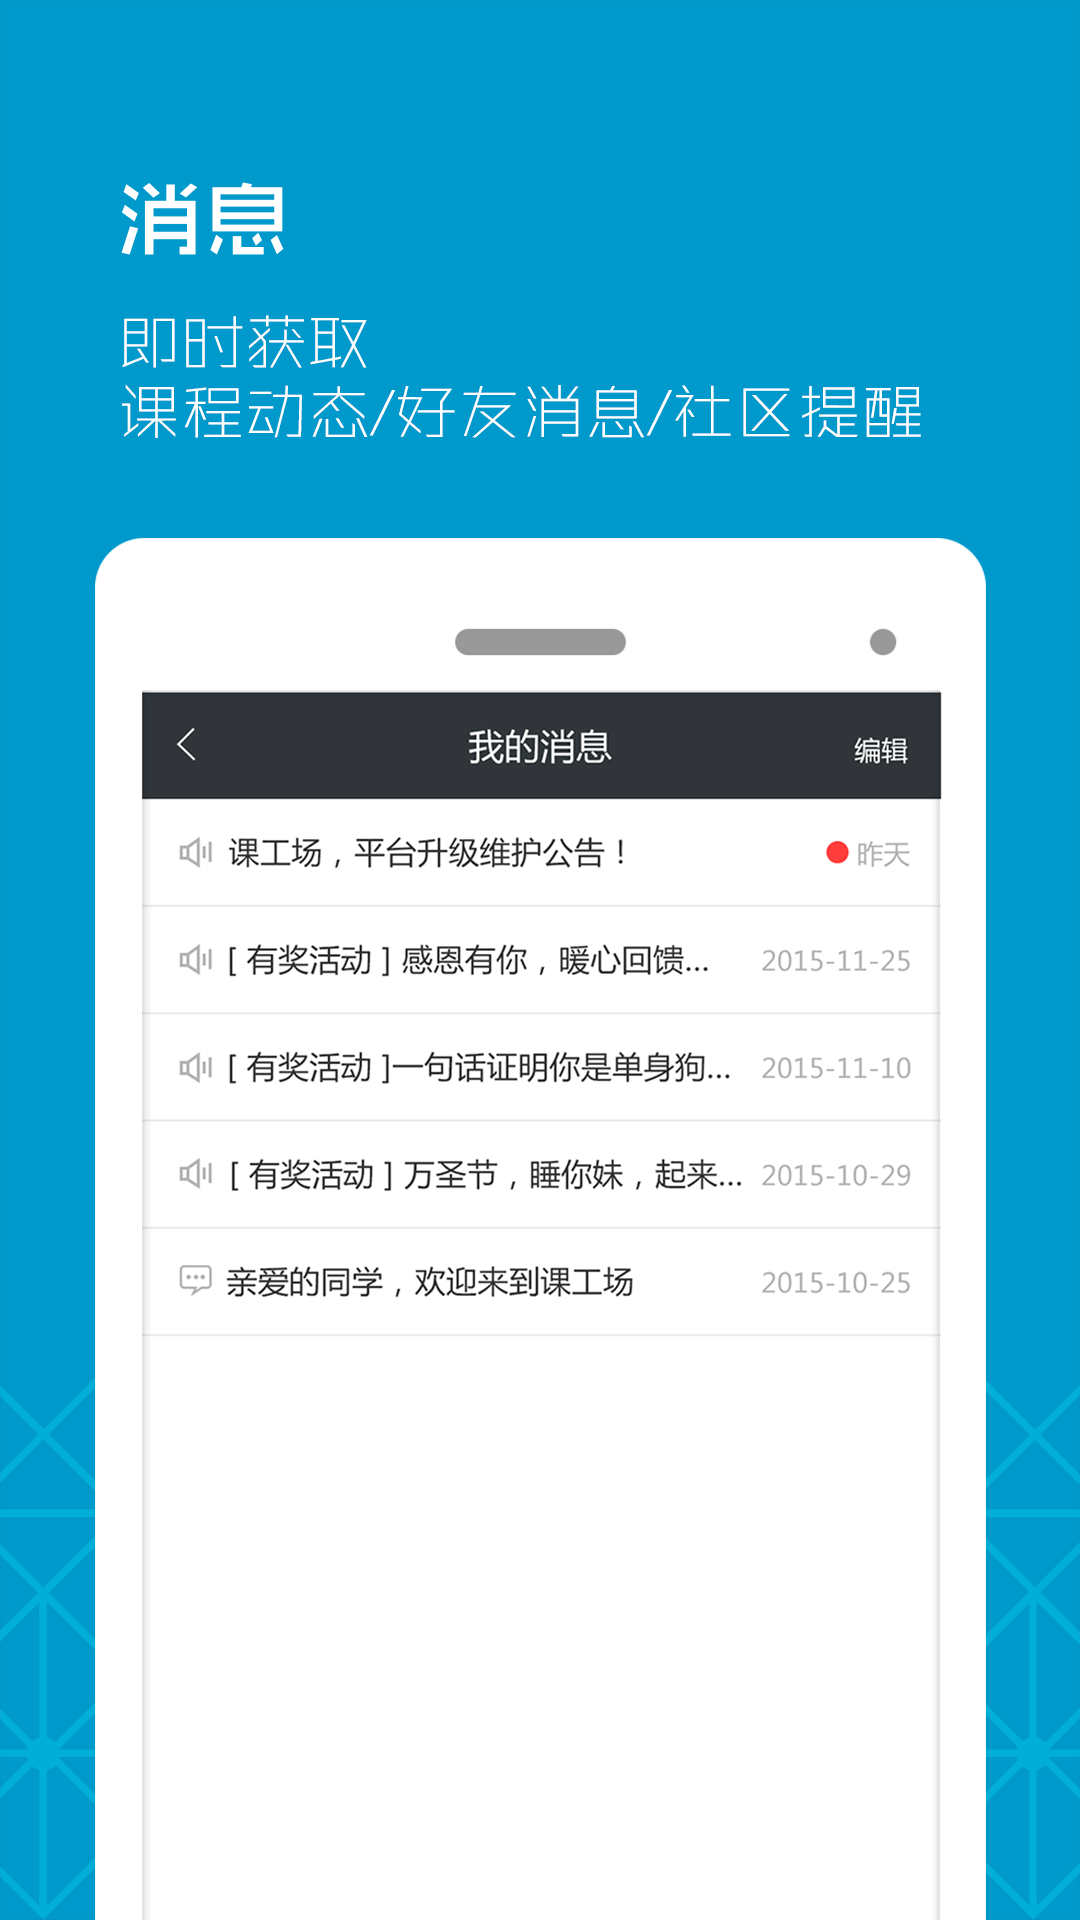 消息
即时获取
课程动态/好友消息/社区提醒
我的消息 编辑
课工场，平台升级维护公告！ 昨天
[ 有奖活动 ] 感恩有你，暖心回馈... 2015-11-25
[ 有奖活动 ]一句话证明你是单身狗... 2015-11-10
[ 有奖活动 ] 万圣节，睡你妹，起来... 2015-10-29
亲爱的同学，欢迎来到课工场 2015-10-25